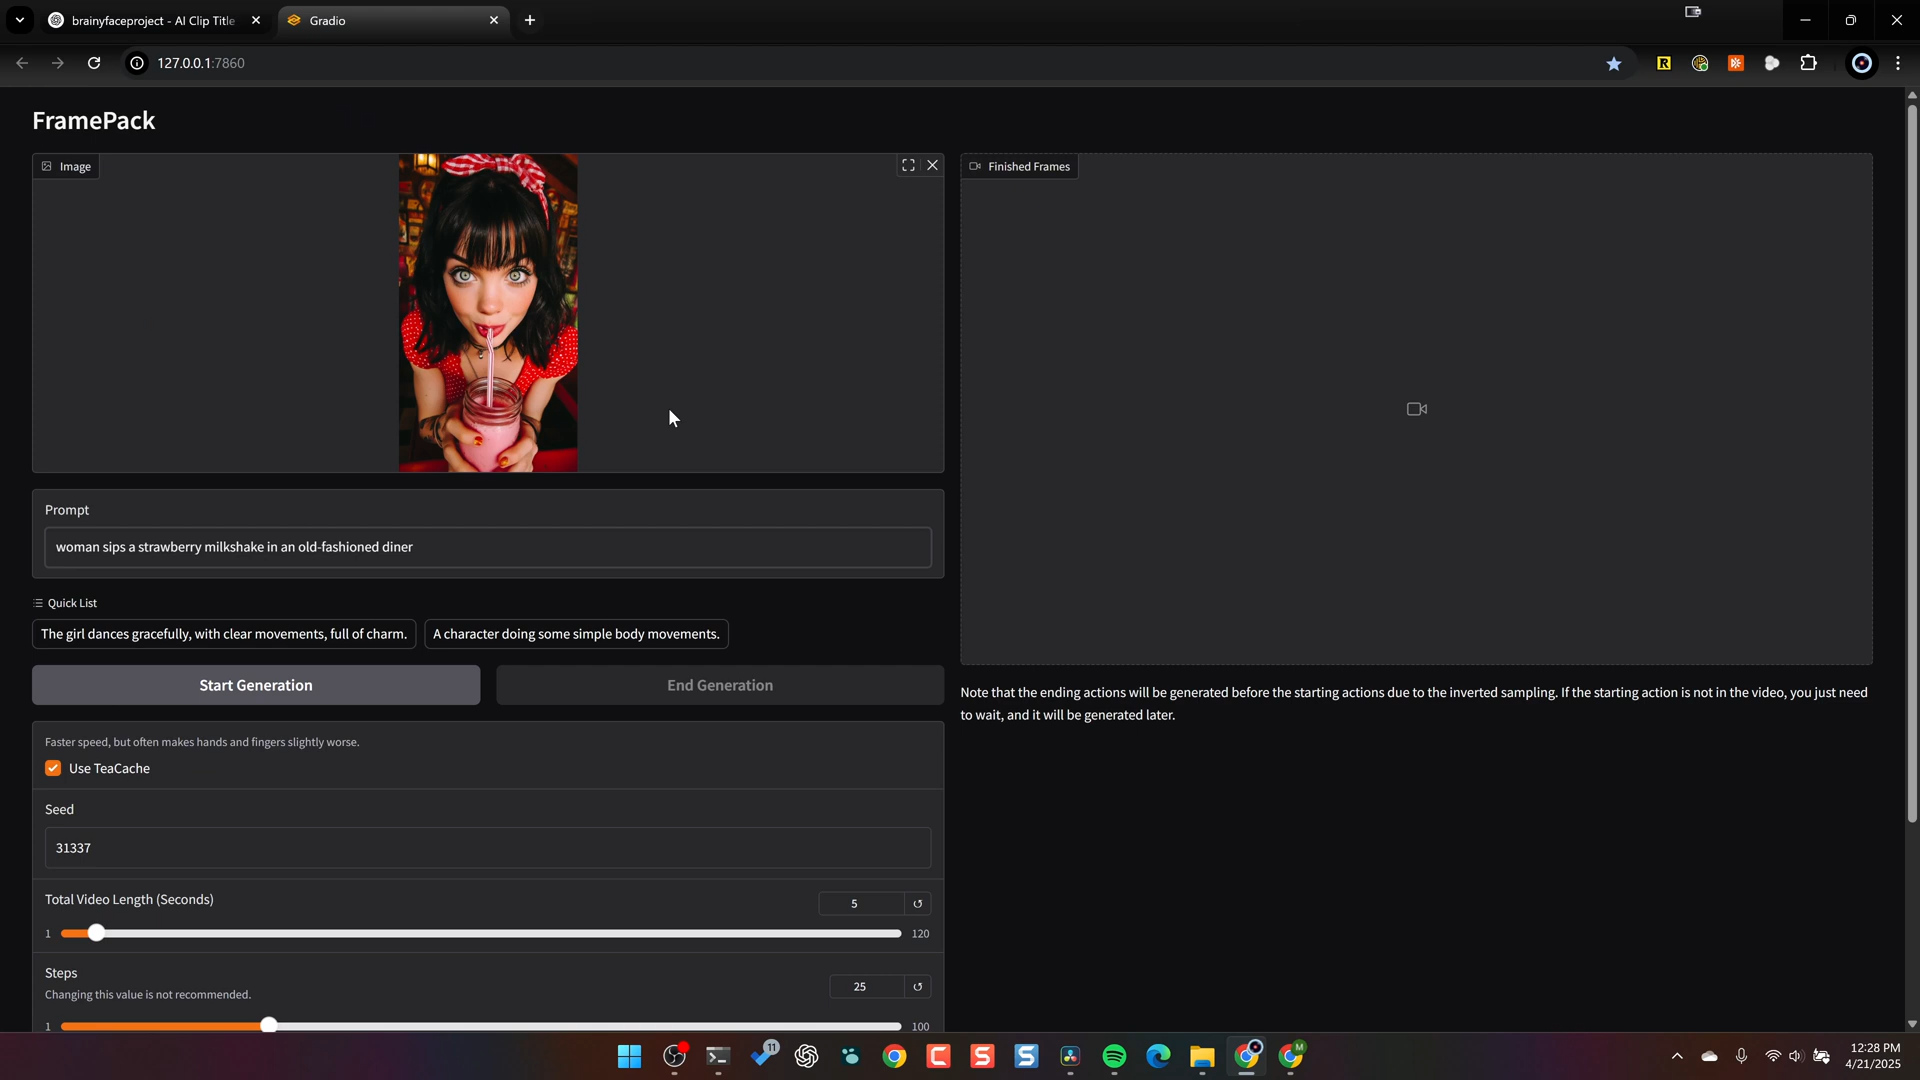 brainyfaceproject - AI Clip Title
Gradio
127.0.0.1:7860
FramePack
Image
Finished Frames
Prompt
woman sips a strawberry milkshake in an old-fashioned diner
Quick List
The girl dances gracefully, with clear movements, full of charm.
A character doing some simple body movements.
Start Generation
End Generation
Note that the ending actions will be generated before the starting actions due to the inverted sampling. If the starting action is not in the video, you just need
to wait, and it will be generated later.
Faster speed, but often makes hands and fingers slightly worse.
Use TeaCache
Seed
31337
Total Video Length (Seconds)
5
1
120
Steps
25
Changing this value is not recommended.
1
100
11
M
12:28 PM
4/21/2025